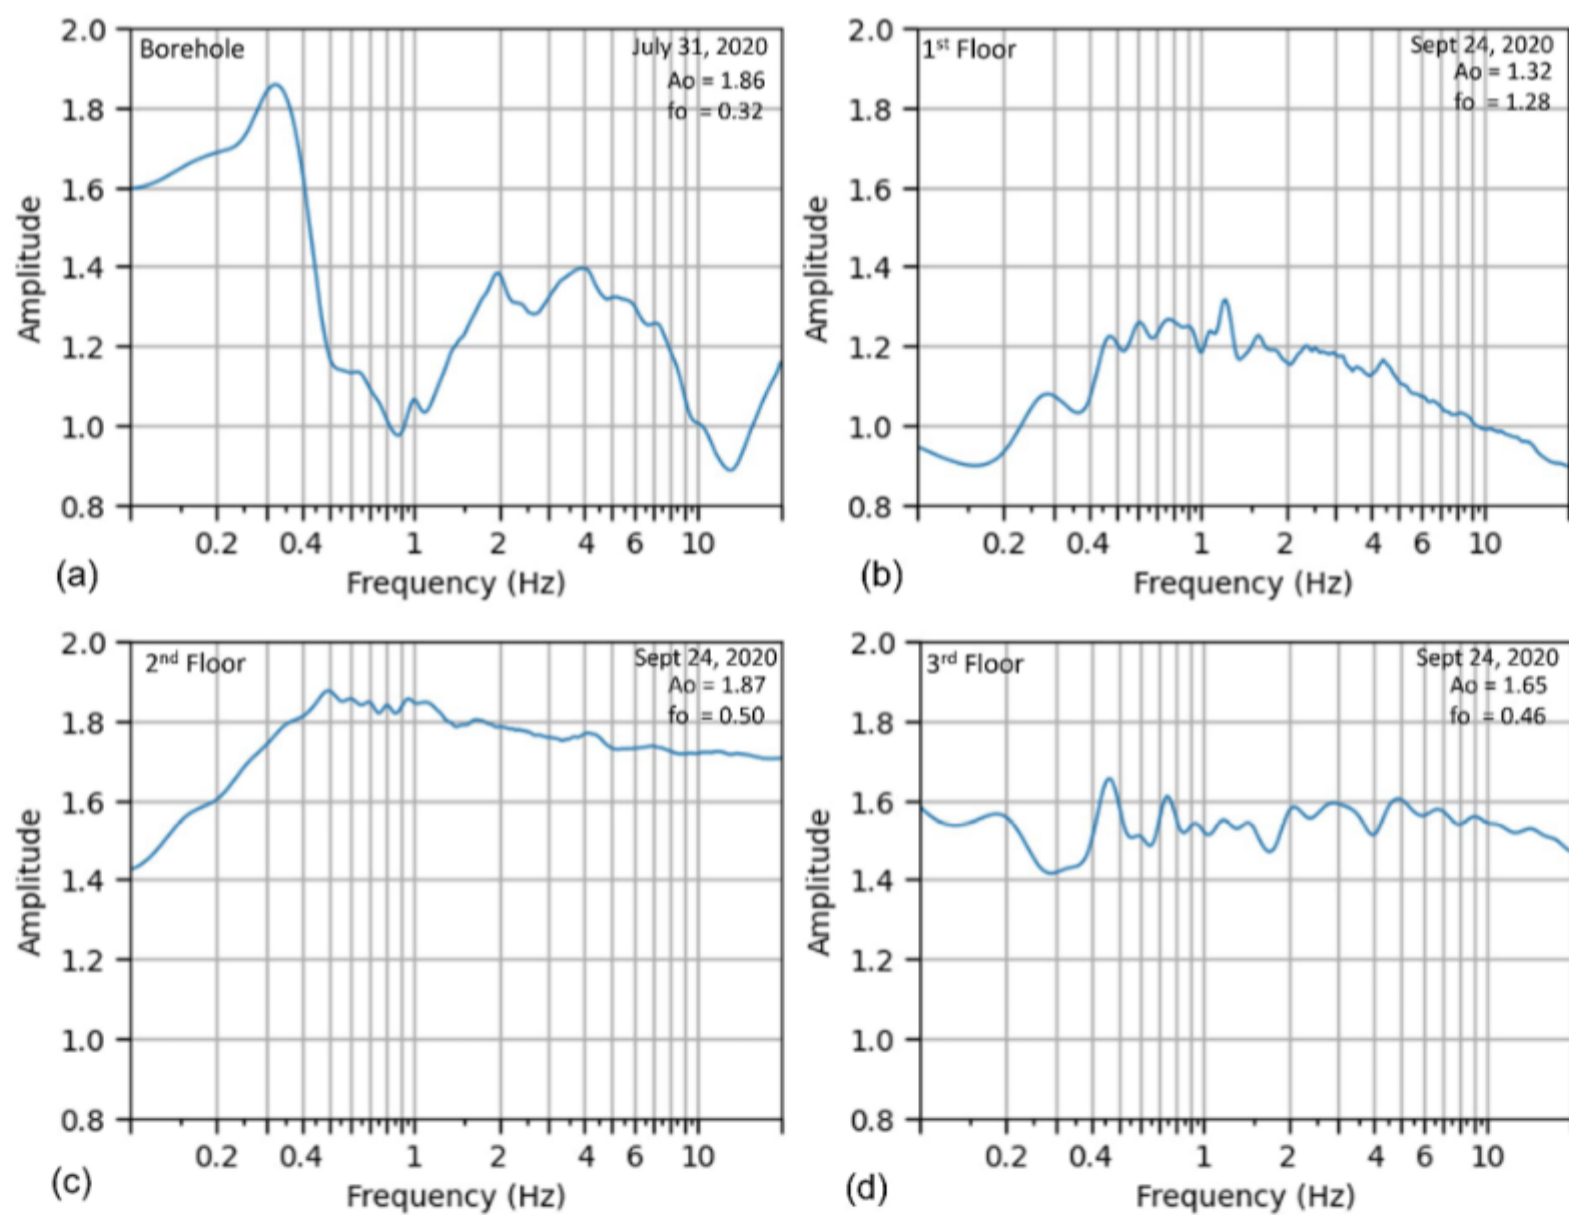 2.0
Borehole
July 31, 2020
Ao = 1.86
fo = 0.32
1.8
1.6
1.4
1.2
1.0
0.8
Amplitude
0.2 0.4 1 2 4 6 10
Frequency (Hz)
(a)
2.0
1st Floor
Sept 24, 2020
Ao = 1.32
fo = 1.28
1.8
1.6
1.4
1.2
1.0
0.8
Amplitude
0.2 0.4 1 2 4 6 10
Frequency (Hz)
(b)
2.0
2nd Floor
Sept 24, 2020
Ao = 1.87
fo = 0.50
1.8
1.6
1.4
1.2
1.0
0.8
Amplitude
0.2 0.4 1 2 4 6 10
Frequency (Hz)
(c)
2.0
3rd Floor
Sept 24, 2020
Ao = 1.65
fo = 0.46
1.8
1.6
1.4
1.2
1.0
0.8
Amplitude
0.2 0.4 1 2 4 6 10
Frequency (Hz)
(d)